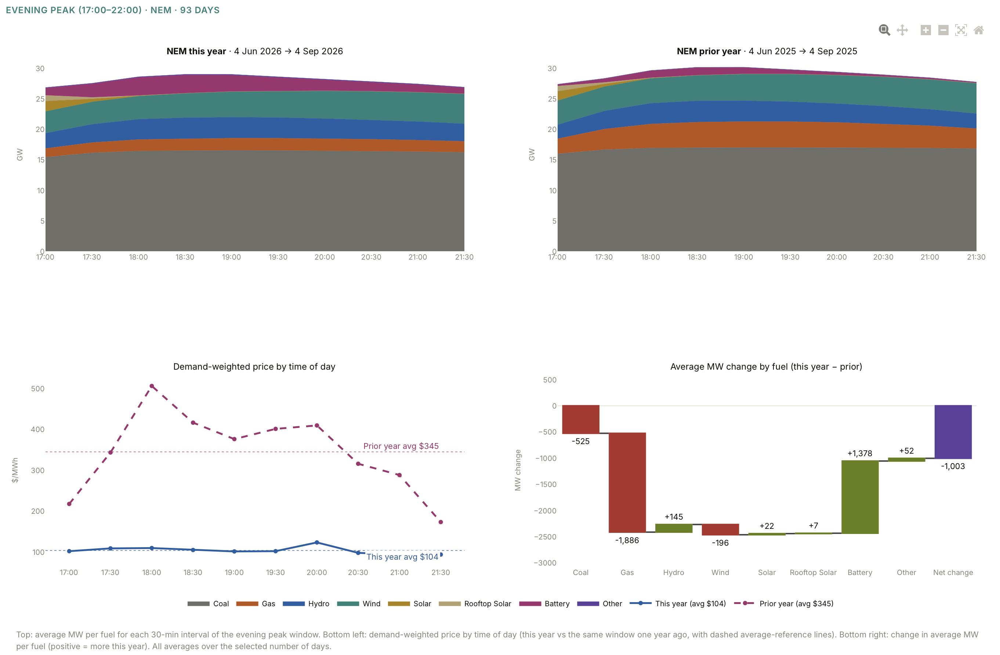 EVENING PEAK (17:00–22:00) · NEM · 93 DAYS
NEM this year · 4 Jun 2026 → 4 Sep 2026
30
25
20
15
10
5
0
GW
17:00 17:30 18:00 18:30 19:00 19:30 20:00 20:30 21:00 21:30
NEM prior year · 4 Jun 2025 → 4 Sep 2025
30
25
20
15
10
5
0
GW
17:00 17:30 18:00 18:30 19:00 19:30 20:00 20:30 21:00 21:30
Demand-weighted price by time of day
500
400
300
200
100
$/MWh
Prior year avg $345
This year avg $104
17:00 17:30 18:00 18:30 19:00 19:30 20:00 20:30 21:00 21:30
Average MW change by fuel (this year − prior)
500
0
−500
−1000
−1500
−2000
−2500
−3000
MW change
-525
-1,886
+145
-196
+22
+7
+1,378
+52
-1,003
Coal Gas Hydro Wind Solar Rooftop Solar Battery Other Net change
Coal Gas Hydro Wind Solar Rooftop Solar Battery Other This year (avg $104) Prior year (avg $345)
Top: average MW per fuel for each 30-min interval of the evening peak window. Bottom left: demand-weighted price by time of day (this year vs the same window one year ago, with dashed average-reference lines). Bottom right: change in average MW
per fuel (positive = more this year). All averages over the selected number of days.